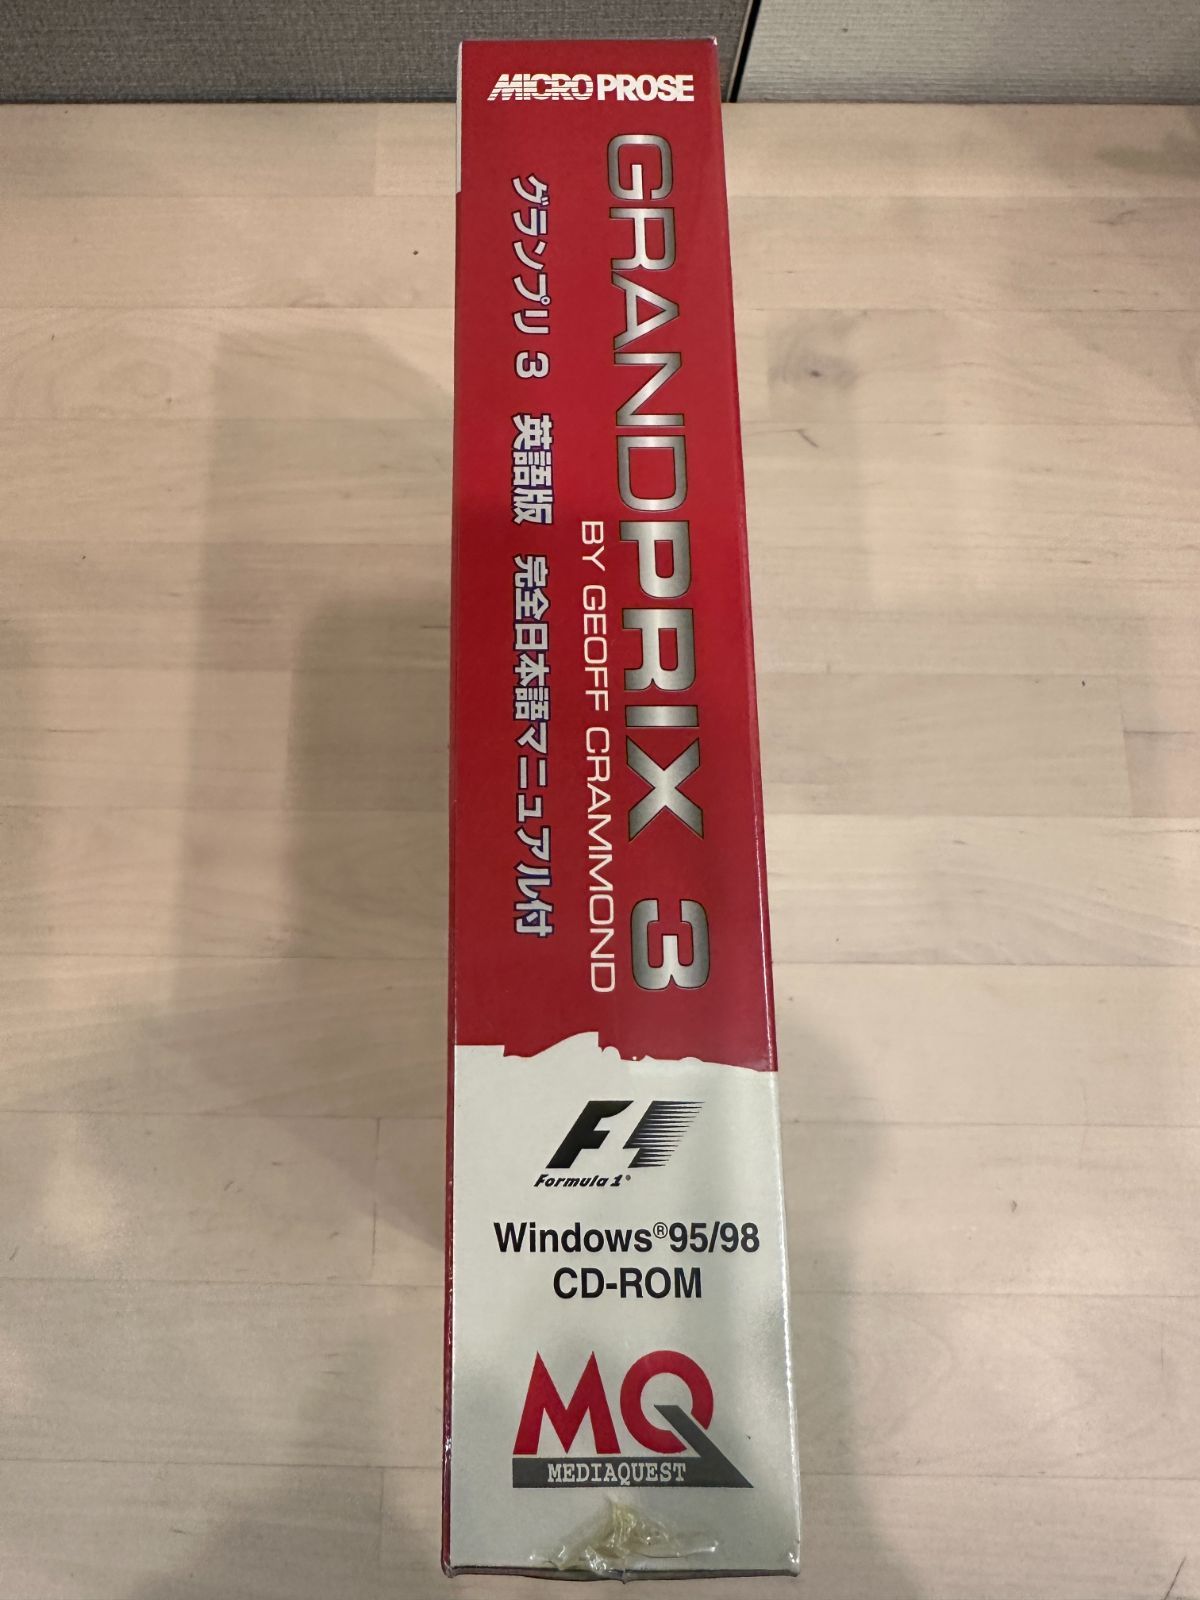 MICROPROSE
GRANDPRIX 3
BY GEOFF CRAMMOND
グランプリ 3 英語版 完全日本語マニュアル付
F1
Formula 1®
Windows®95/98
CD-ROM
MQ
MEDIAQUEST